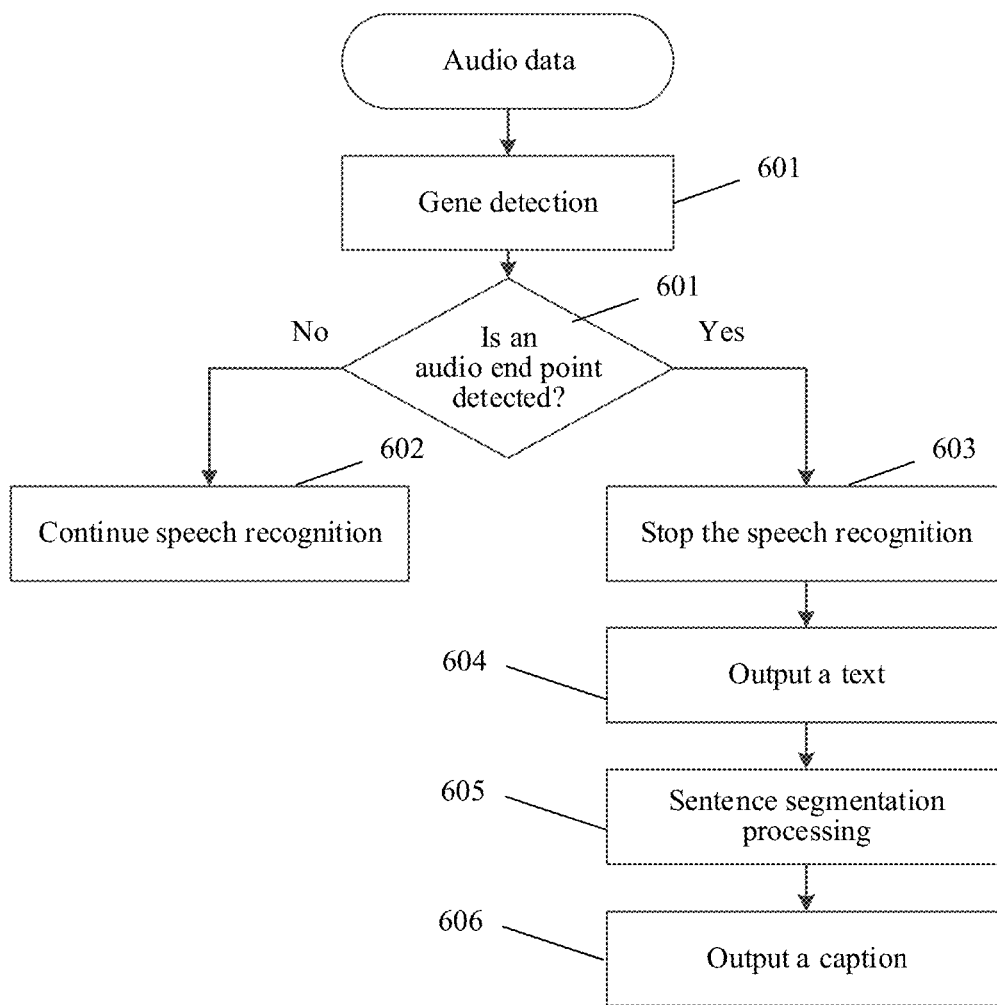 Audio data
601
Gene detection
601
No
Yes
Is an
audio end point
detected?
602
603
Continue speech recognition
Stop the speech recognition
604
Output a text
605
Sentence segmentation
processing
606
Output a caption